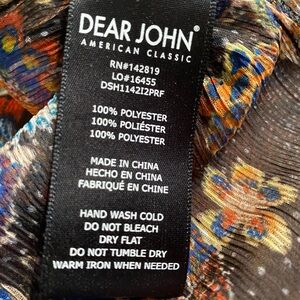 DEAR JOHN®
AMERICAN CLASSIC
RN#142819
LO#16455
DSH1142I2PRF
100% POLYESTER
100% POLIÉSTER
100% POLYESTER
MADE IN CHINA
HECHO EN CHINA
FABRIQUÉ EN CHINE
HAND WASH COLD
DO NOT BLEACH
DRY FLAT
DO NOT TUMBLE DRY
WARM IRON WHEN NEEDED